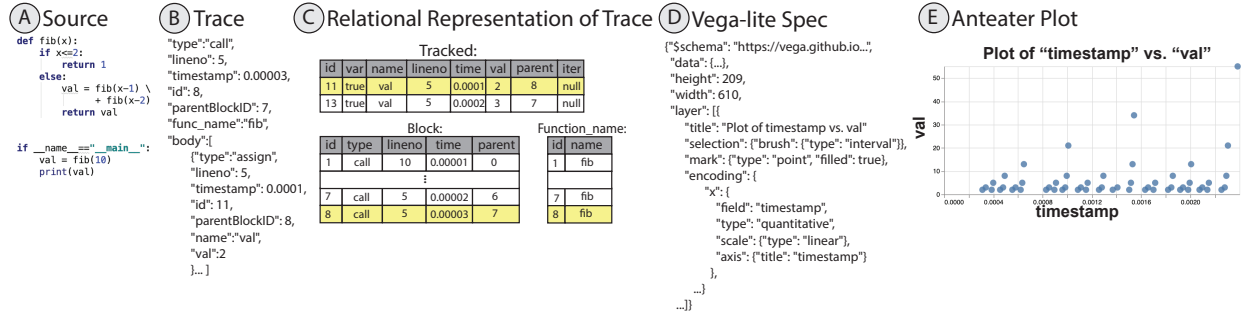 A Source
def fib(x):
if x<=2:
return 1
else:
val = fib(x-1) \
+ fib(x-2)
return val
if __name__=="__main__":
val = fib(10)
print(val)
B Trace
"type":"call",
"lineno": 5,
"timestamp": 0.00003,
"id": 8,
"parentBlockID": 7,
"func_name":"fib",
"body":[
{"type":"assign",
"lineno": 5,
"timestamp": 0.0001,
"id": 11,
"parentBlockID": 8,
"name":"val",
"val":2
}... ]
C Relational Representation of Trace
Tracked:
id var name lineno time val parent iter
11 true val 5 0.0001 2 8 null
13 true val 5 0.0002 3 7 null
Block:
id type lineno time parent
1 call 10 0.00001 0
⋮
7 call 5 0.00002 6
8 call 5 0.00003 7
Function_name:
id name
1 fib
7 fib
8 fib
D Vega-lite Spec
{"$schema": "https://vega.github.io...",
"data": {...},
"height": 209,
"width": 610,
"layer": [{
"title": "Plot of timestamp vs. val"
"selection": {"brush": {"type": "interval"}},
"mark": {"type": "point", "filled": true},
"encoding": {
"x": {
"field": "timestamp",
"type": "quantitative",
"scale": {"type": "linear"},
"axis": {"title": "timestamp"}
},
...}
...]}
E Anteater Plot
Plot of “timestamp” vs. “val”
val
50
40
30
20
10
0
0.0000 0.0004 0.0008 0.0012 0.0016 0.0020
timestamp